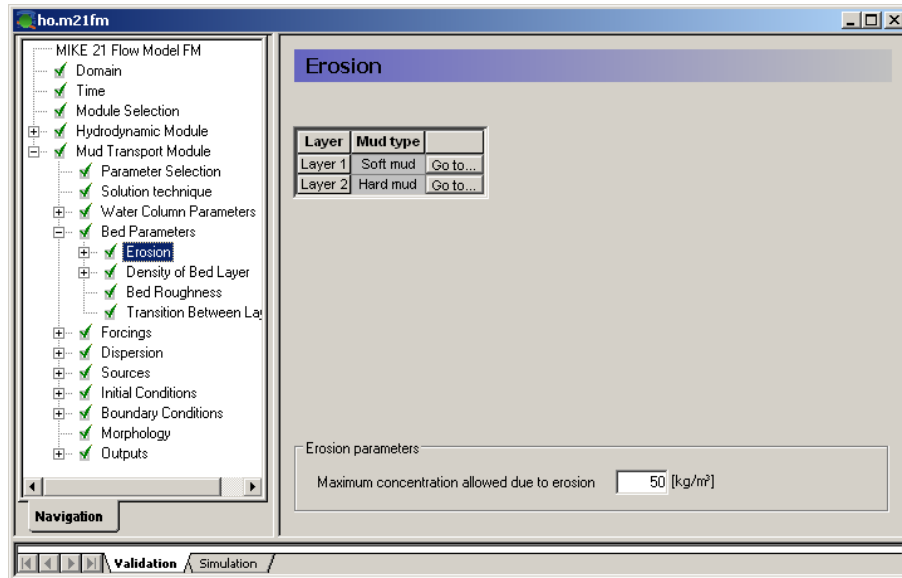 ho.m21fm
MIKE 21 Flow Model FM
Domain
Time
Module Selection
Hydrodynamic Module
Mud Transport Module
Parameter Selection
Solution technique
Water Column Parameters
Bed Parameters
Erosion
Density of Bed Layer
Bed Roughness
Transition Between Lay
Forcings
Dispersion
Sources
Initial Conditions
Boundary Conditions
Morphology
Outputs
Navigation
Erosion
Layer Mud type
Layer 1 Soft mud Go to...
Layer 2 Hard mud Go to...
Erosion parameters
Maximum concentration allowed due to erosion 50 [kg/m³]
Validation Simulation